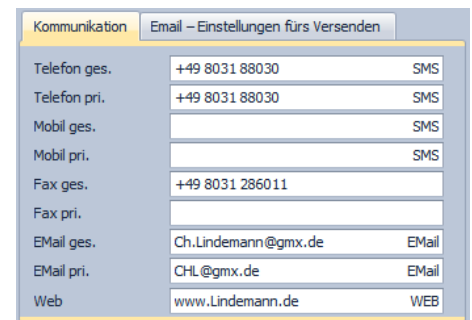 Kommunikation Email – Einstellungen fürs Versenden
Telefon ges. +49 8031 88030 SMS
Telefon pri. +49 8031 88030 SMS
Mobil ges. SMS
Mobil pri. SMS
Fax ges. +49 8031 286011
Fax pri.
EMail ges. Ch.Lindemann@gmx.de EMail
EMail pri. CHL@gmx.de EMail
Web www.Lindemann.de WEB